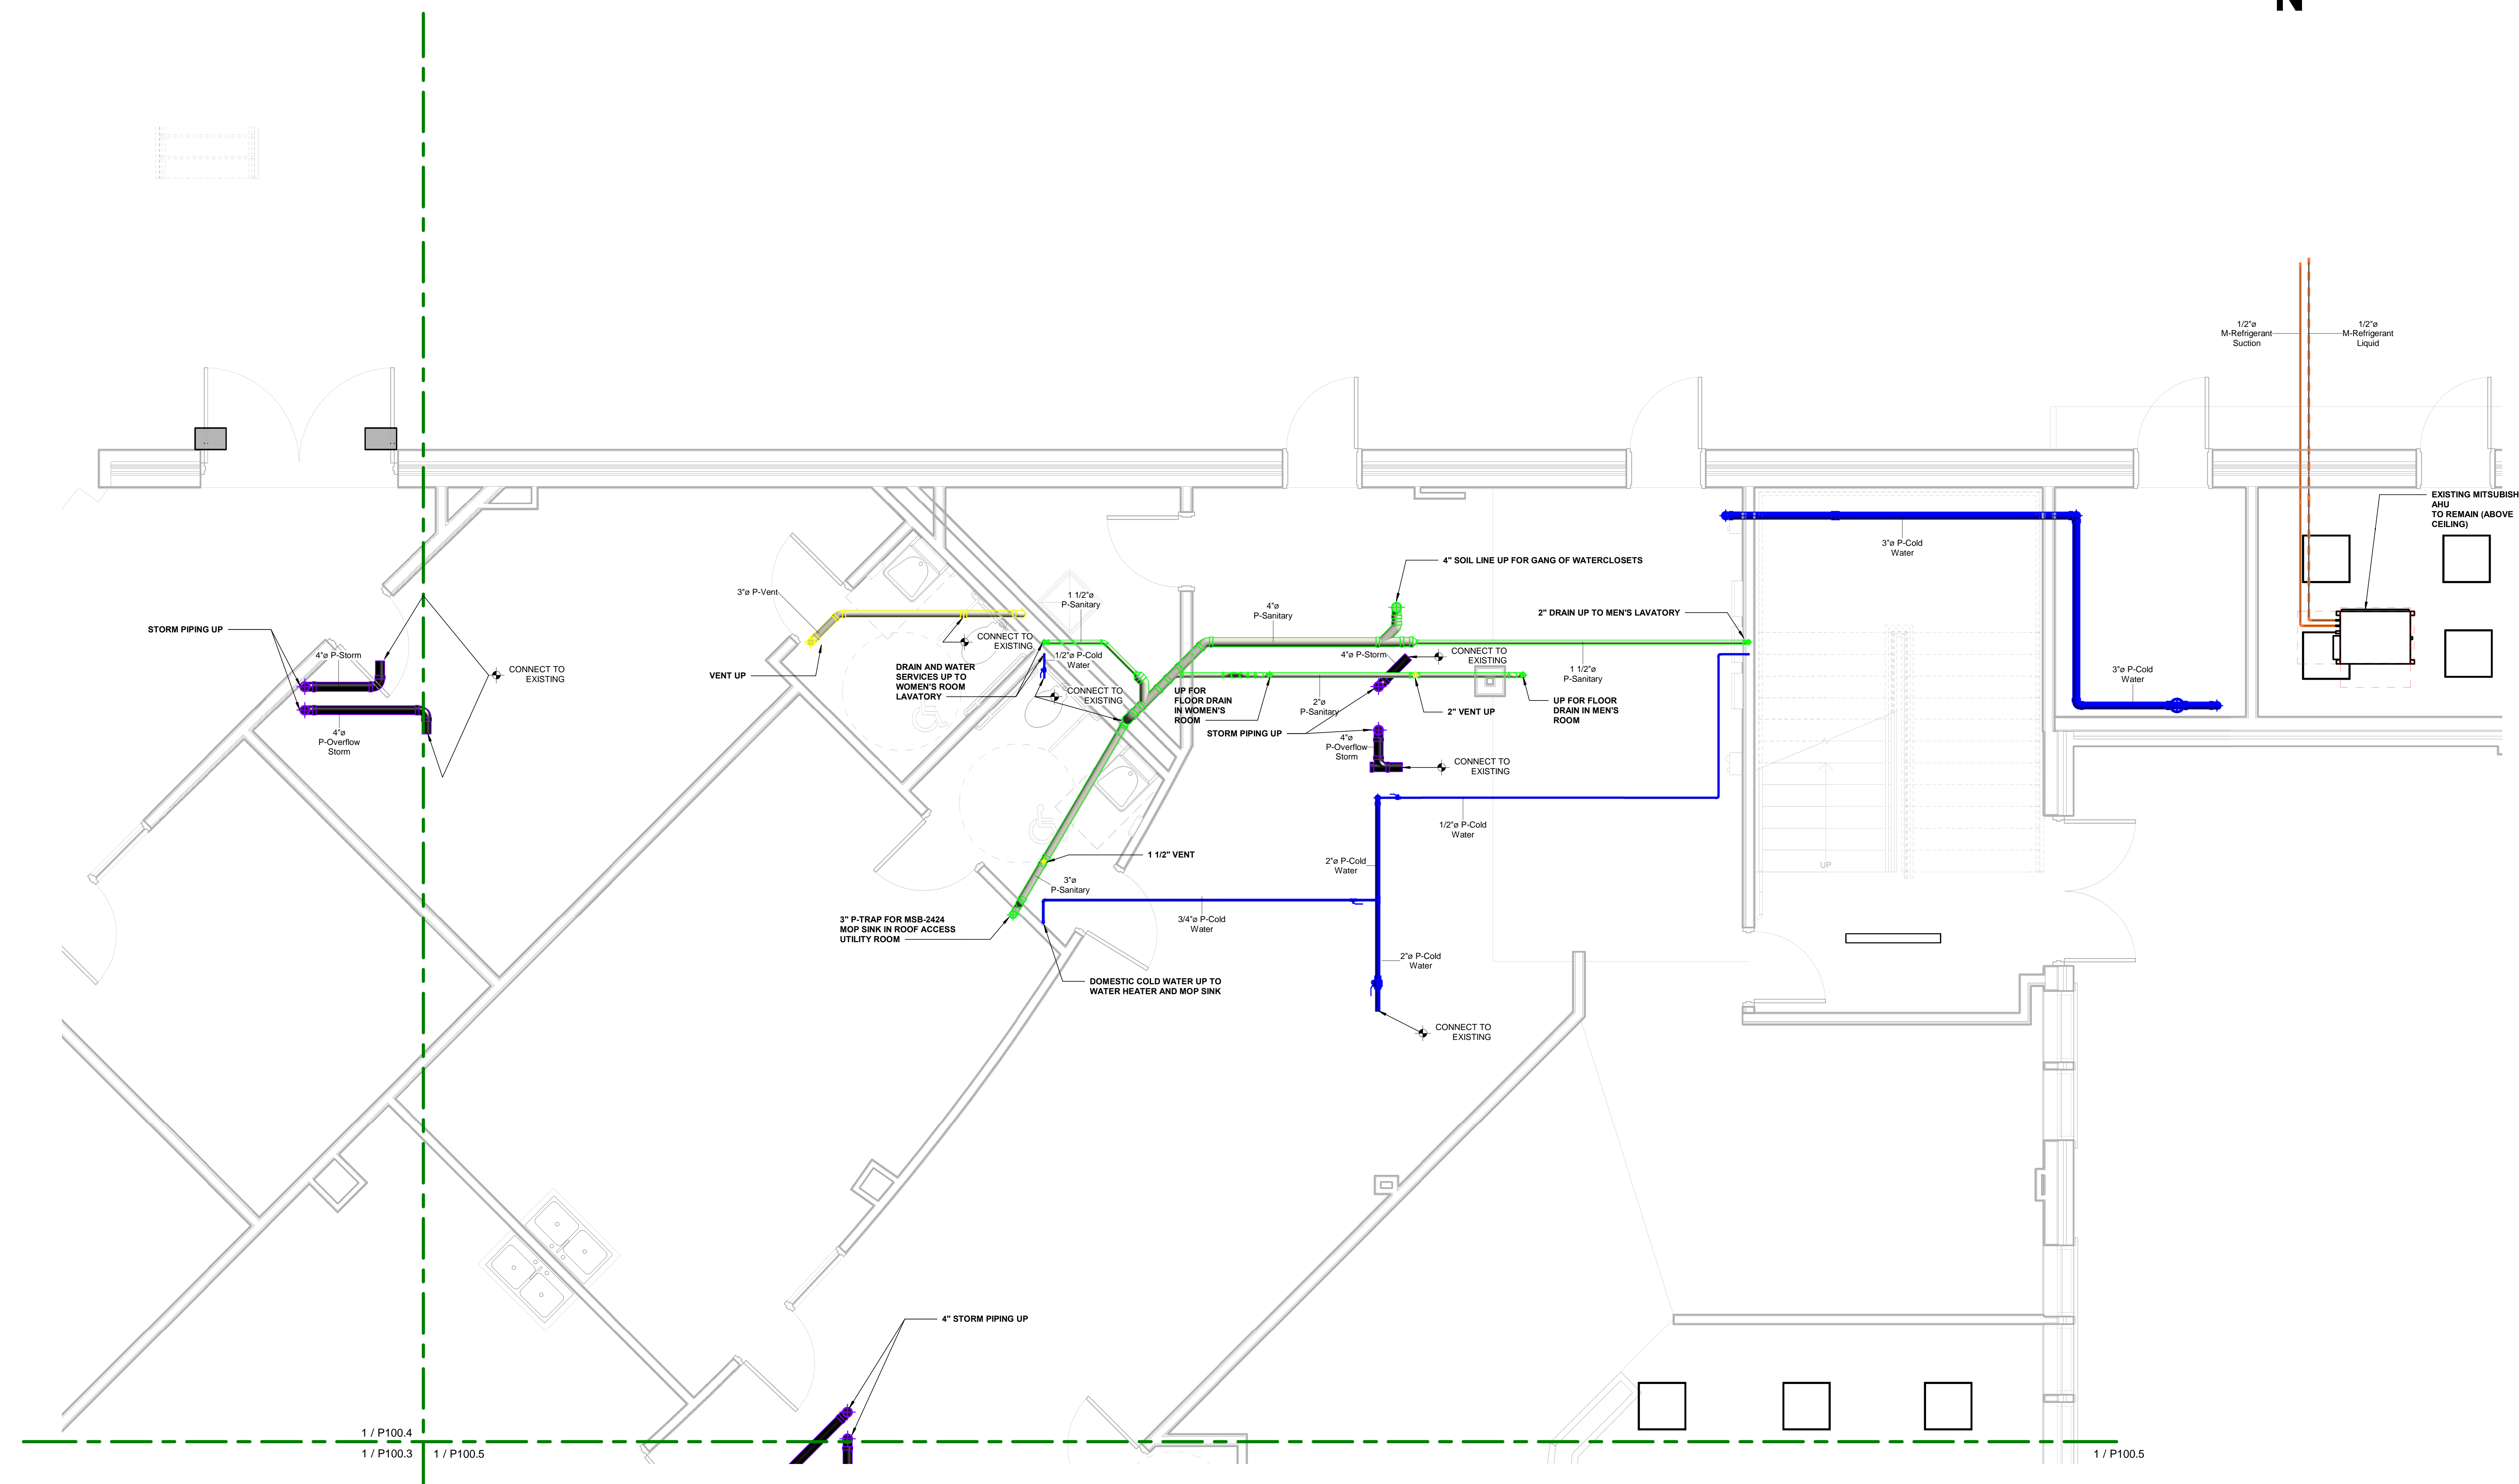 N
1/2"ø
M-Refrigerant
Suction
1/2"ø
M-Refrigerant
Liquid
EXISTING MITSUBISH
AHU
TO REMAIN (ABOVE
CEILING)
3"ø P-Cold
Water
4" SOIL LINE UP FOR GANG OF WATERCLOSETS
3"ø P-Vent
1 1/2"ø
P-Sanitary
4"ø
P-Sanitary
2" DRAIN UP TO MEN'S LAVATORY
STORM PIPING UP
4"ø P-Storm
CONNECT TO
EXISTING
VENT UP
CONNECT TO
EXISTING
1/2"ø P-Cold
Water
DRAIN AND WATER
SERVICES UP TO
WOMEN'S ROOM
LAVATORY
CONNECT TO
EXISTING
4"ø P-Storm
CONNECT TO
EXISTING
1 1/2"ø
P-Sanitary
3"ø P-Cold
Water
UP FOR
FLOOR DRAIN
IN WOMEN'S
ROOM
2"ø
P-Sanitary
2" VENT UP
UP FOR FLOOR
DRAIN IN MEN'S
ROOM
4"ø
P-Overflow
Storm
STORM PIPING UP
4"ø
P-Overflow
Storm
CONNECT TO
EXISTING
1/2"ø P-Cold
Water
1 1/2" VENT
2"ø P-Cold
Water
UP
3"ø
P-Sanitary
3" P-TRAP FOR MSB-2424
MOP SINK IN ROOF ACCESS
UTILITY ROOM
3/4"ø P-Cold
Water
2"ø P-Cold
Water
DOMESTIC COLD WATER UP TO
WATER HEATER AND MOP SINK
CONNECT TO
EXISTING
4" STORM PIPING UP
1 / P100.4
1 / P100.3
1 / P100.5
1 / P100.5